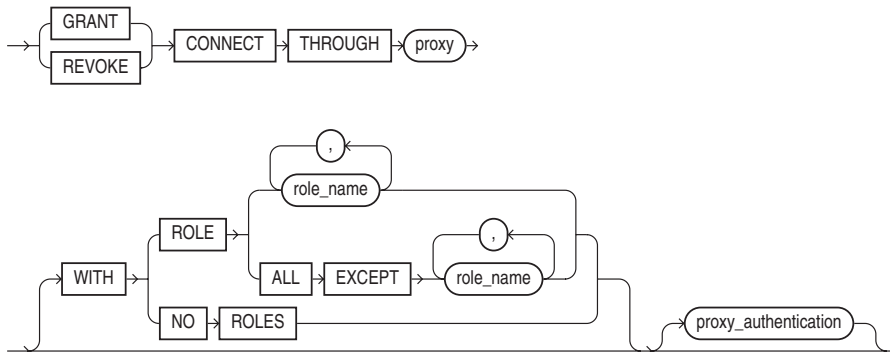 GRANT
REVOKE
CONNECT THROUGH proxy
,
role_name
ROLE
,
ALL EXCEPT role_name
WITH
NO ROLES
proxy_authentication